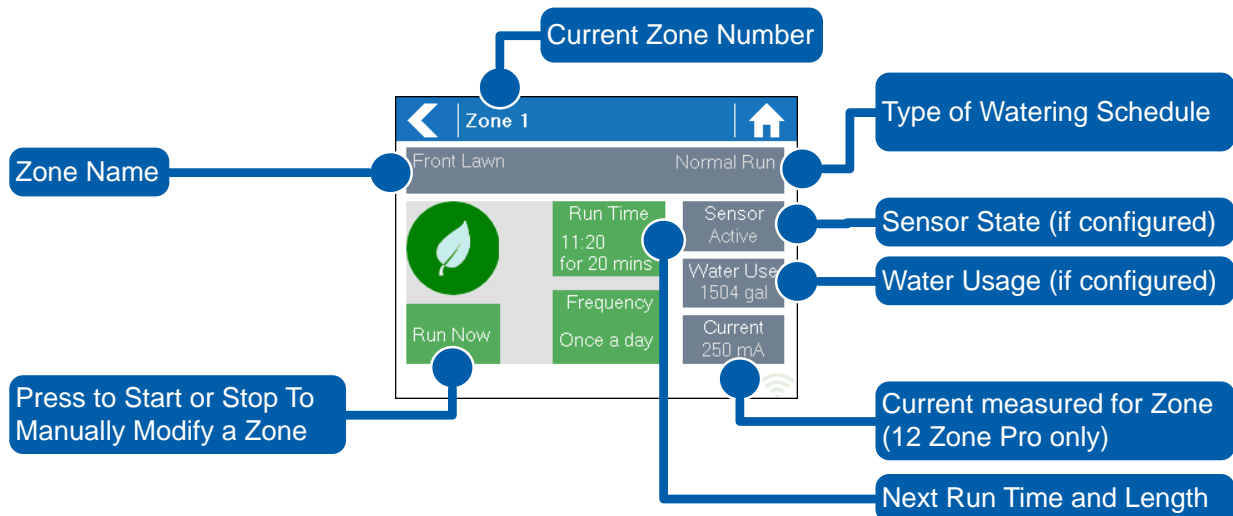 Current Zone Number
Zone 1
Type of Watering Schedule
Front Lawn
Normal Run
Zone Name
Run Time
11:20
for 20 mins
Sensor
Active
Sensor State (if configured)
Water Use
1504 gal
Water Usage (if configured)
Frequency
Once a day
Run Now
Current
250 mA
Press to Start or Stop To
Manually Modify a Zone
Current measured for Zone
(12 Zone Pro only)
Next Run Time and Length